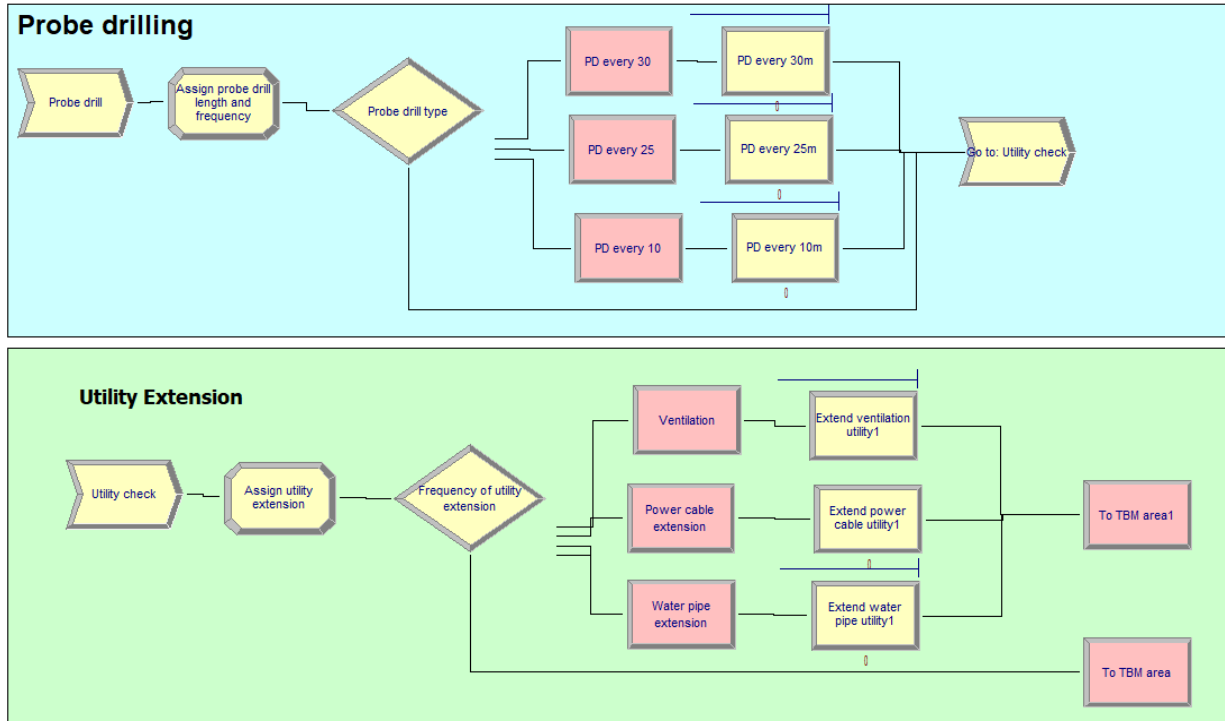 Probe drilling
Probe drill
Assign probe drill
length and
frequency
Probe drill type
PD every 30
PD every 30m
PD every 25
PD every 25m
PD every 10
PD every 10m
Go to: Utility check
0
0
0
Utility Extension
Utility check
Assign utility
extension
Frequency of utility
extension
Ventilation
Extend ventilation
utility1
Power cable
extension
Extend power
cable utility1
Water pipe
extension
Extend water
pipe utility1
To TBM area1
To TBM area
0
0